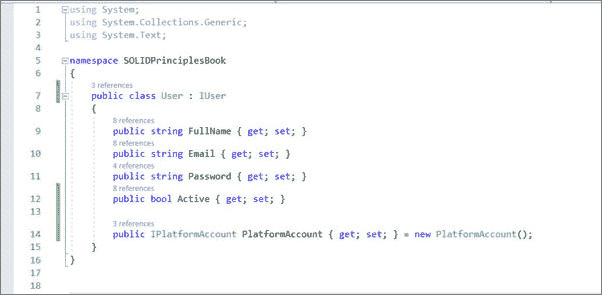 1 using System;
2 using System.Collections.Generic;
3 using System.Text;
4
5 namespace SOLIDPrinciplesBook
6 {
3 references
7 public class User : IUser
8 {
8 references
9 public string FullName { get; set; }
8 references
10 public string Email { get; set; }
4 references
11 public string Password { get; set; }
8 references
12 public bool Active { get; set; }
13
3 references
14 public IPlatformAccount PlatformAccount { get; set; } = new PlatformAccount();
15 }
16 }
17
18